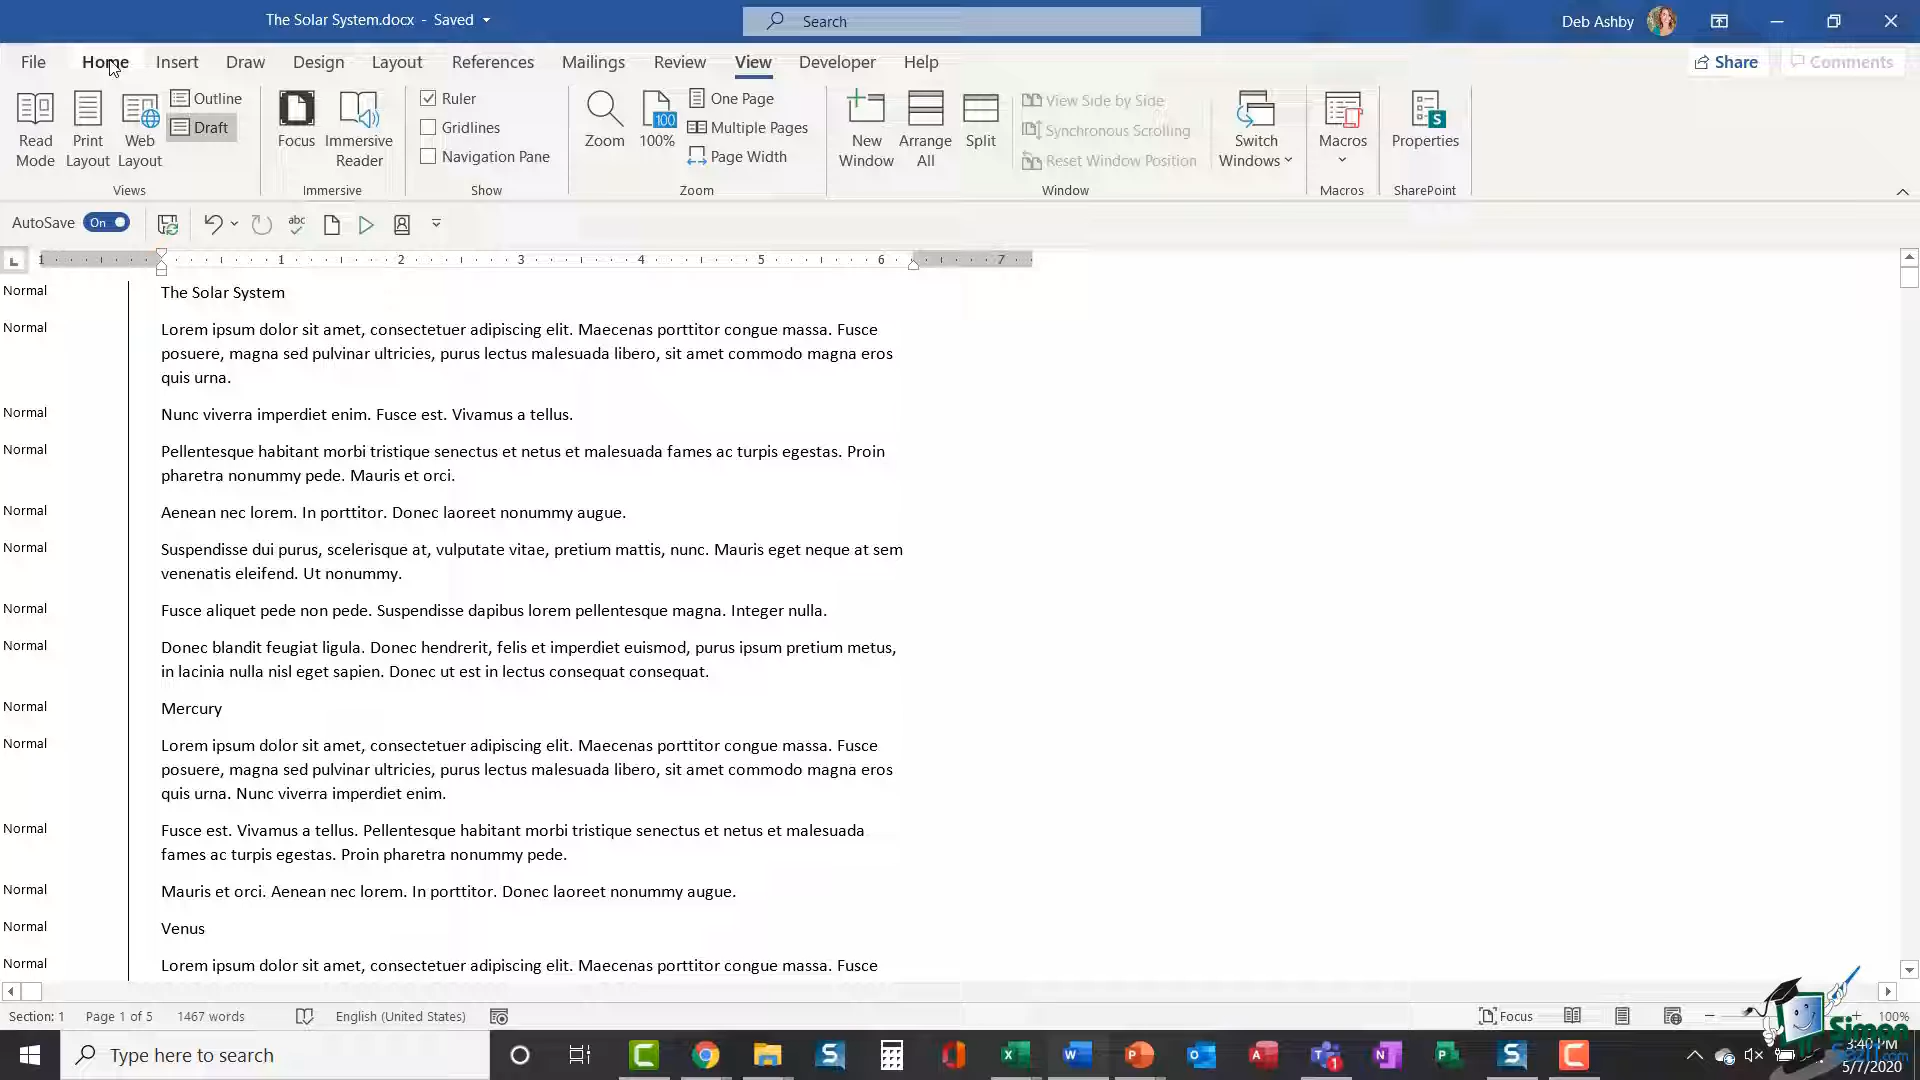 The Solar System.docx - Saved
Search
Deb Ashby
File Home Insert Draw Design Layout References Mailings Review View Developer Help
Share
Comments
Read Mode
Print Layout
Web Layout
Outline
Draft
Views
Focus
Immersive Reader
Immersive
Ruler
Gridlines
Navigation Pane
Show
Zoom
100
100%
One Page
Multiple Pages
Page Width
Zoom
New Window
Arrange All
Split
View Side by Side
Synchronous Scrolling
Reset Window Position
Switch Windows
Window
Macros
Macros
Properties
SharePoint
AutoSave On
abc
1 1 2 3 4 5 6 7
Normal The Solar System
Normal Lorem ipsum dolor sit amet, consectetuer adipiscing elit. Maecenas porttitor congue massa. Fusce
posuere, magna sed pulvinar ultricies, purus lectus malesuada libero, sit amet commodo magna eros
quis urna.
Normal Nunc viverra imperdiet enim. Fusce est. Vivamus a tellus.
Normal Pellentesque habitant morbi tristique senectus et netus et malesuada fames ac turpis egestas. Proin
pharetra nonummy pede. Mauris et orci.
Normal Aenean nec lorem. In porttitor. Donec laoreet nonummy augue.
Normal Suspendisse dui purus, scelerisque at, vulputate vitae, pretium mattis, nunc. Mauris eget neque at sem
venenatis eleifend. Ut nonummy.
Normal Fusce aliquet pede non pede. Suspendisse dapibus lorem pellentesque magna. Integer nulla.
Normal Donec blandit feugiat ligula. Donec hendrerit, felis et imperdiet euismod, purus ipsum pretium metus,
in lacinia nulla nisl eget sapien. Donec ut est in lectus consequat consequat.
Normal Mercury
Normal Lorem ipsum dolor sit amet, consectetuer adipiscing elit. Maecenas porttitor congue massa. Fusce
posuere, magna sed pulvinar ultricies, purus lectus malesuada libero, sit amet commodo magna eros
quis urna. Nunc viverra imperdiet enim.
Normal Fusce est. Vivamus a tellus. Pellentesque habitant morbi tristique senectus et netus et malesuada
fames ac turpis egestas. Proin pharetra nonummy pede.
Normal Mauris et orci. Aenean nec lorem. In porttitor. Donec laoreet nonummy augue.
Normal Venus
Normal Lorem ipsum dolor sit amet, consectetuer adipiscing elit. Maecenas porttitor congue massa. Fusce
Section: 1 Page 1 of 5 1467 words English (United States) Focus 100%
Type here to search
3:40 PM
5/7/2020